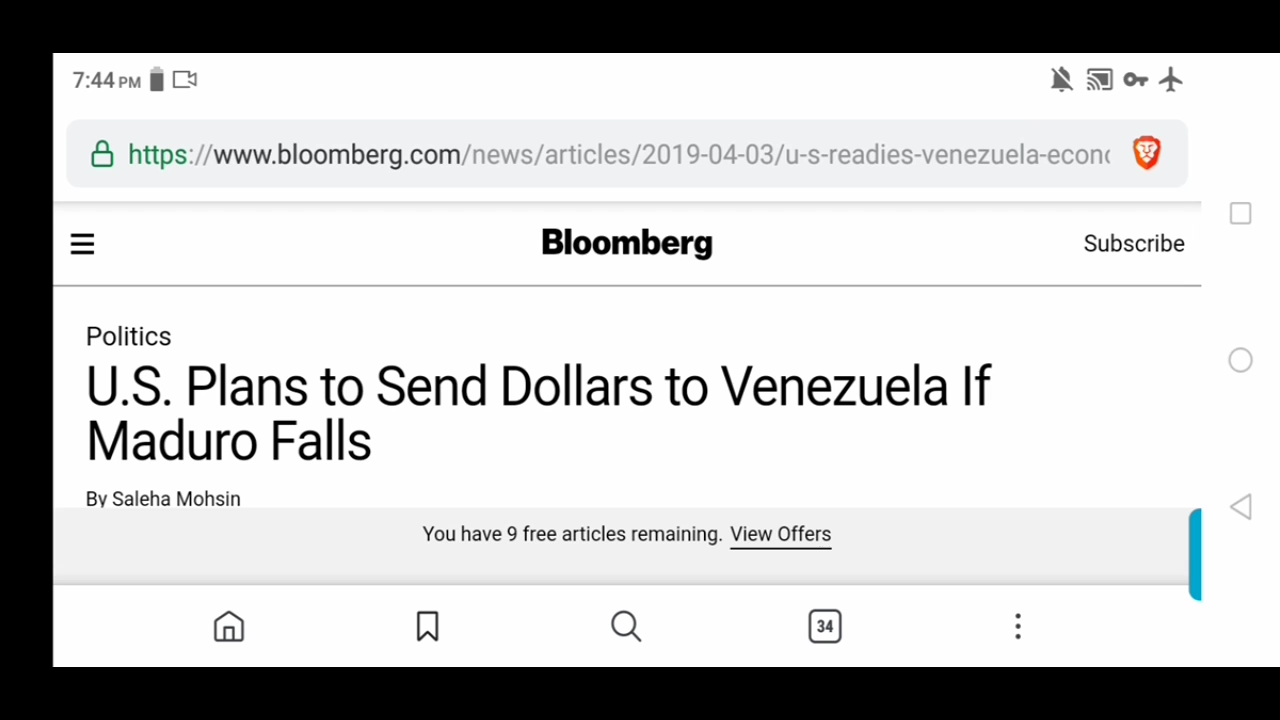 7:44 PM
https://www.bloomberg.com/news/articles/2019-04-03/u-s-readies-venezuela-econo
Bloomberg
Subscribe
Politics
U.S. Plans to Send Dollars to Venezuela If
Maduro Falls
By Saleha Mohsin
You have 9 free articles remaining. View Offers
34